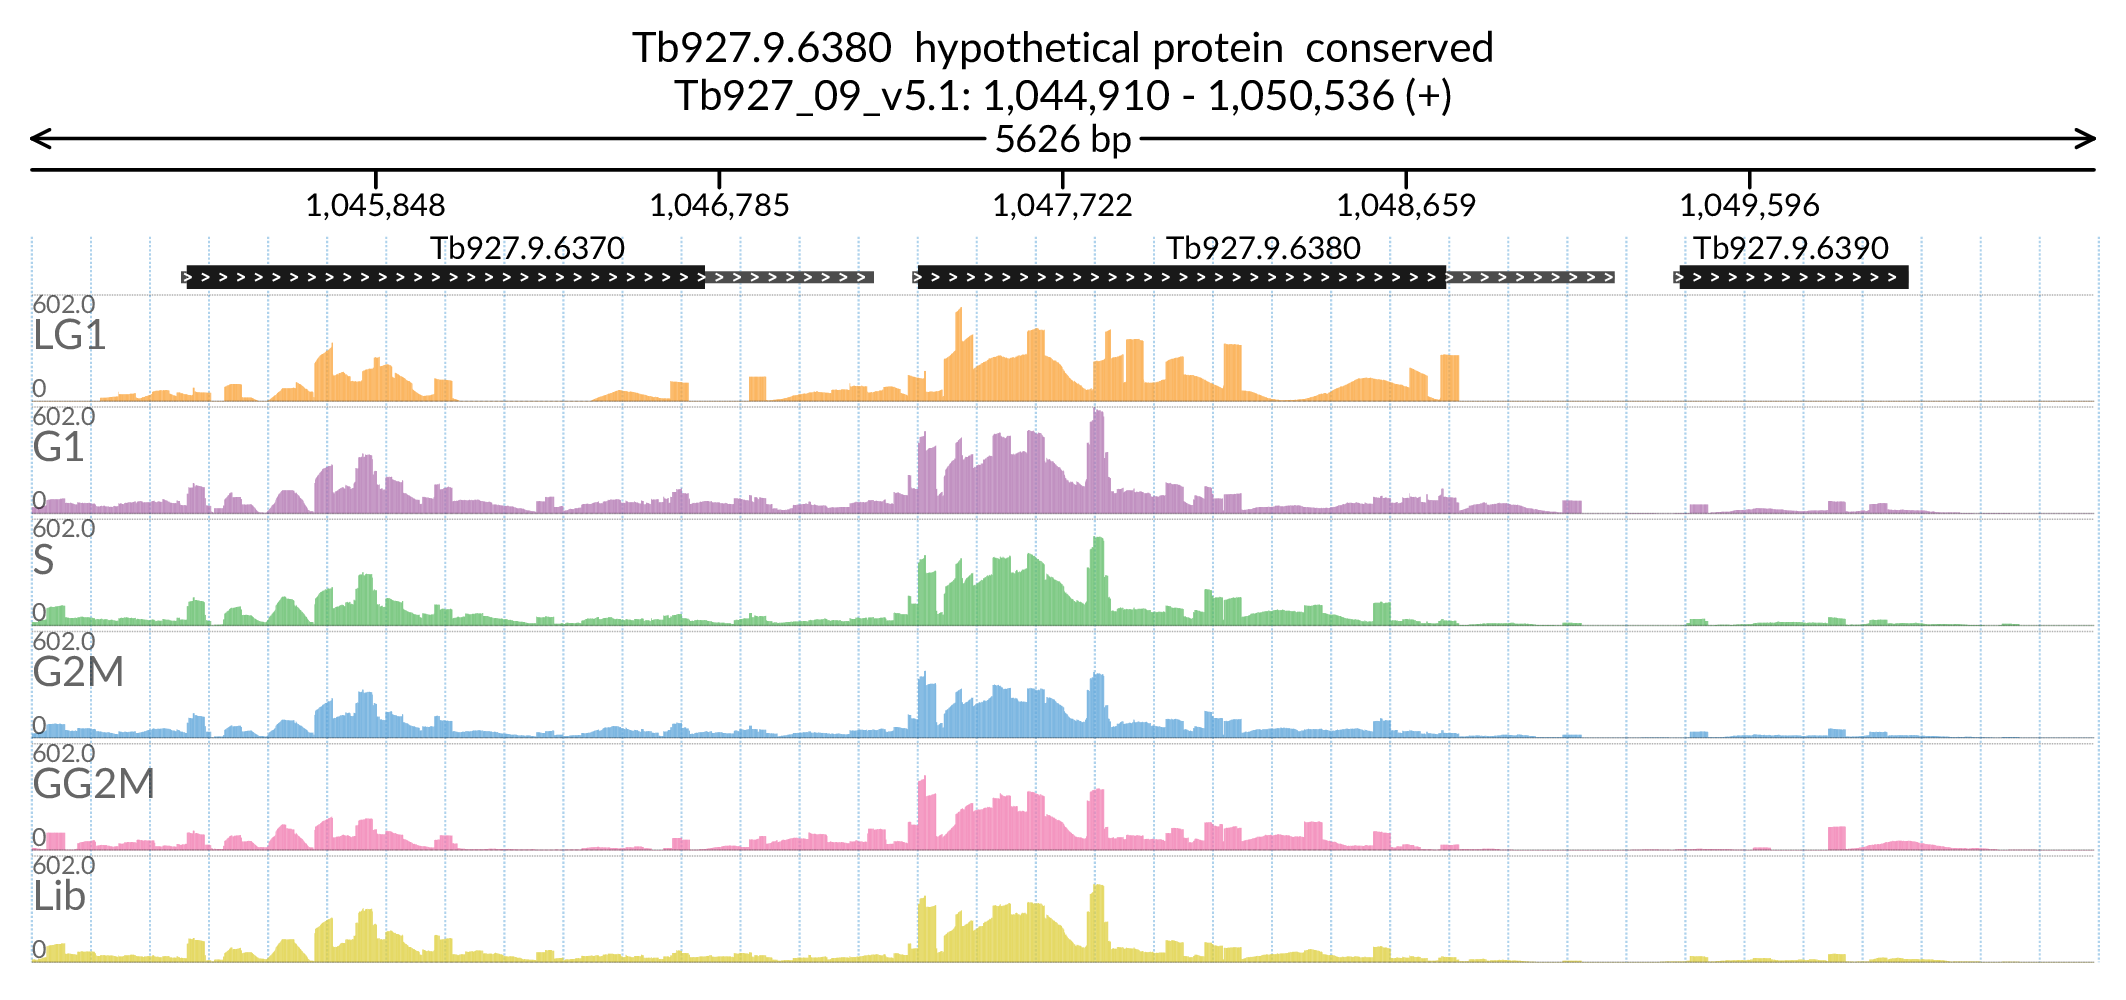 Tb927.9.6380  hypothetical protein  conserved
Tb927_09_v5.1: 1,044,910 - 1,050,536 (+)
5626 bp
1,045,848 1,046,785 1,047,722 1,048,659 1,049,596
Tb927.9.6370 Tb927.9.6380 Tb927.9.6390
602.0
LG1
0
602.0
G1
0
602.0
S
0
602.0
G2M
0
602.0
GG2M
0
602.0
Lib
0